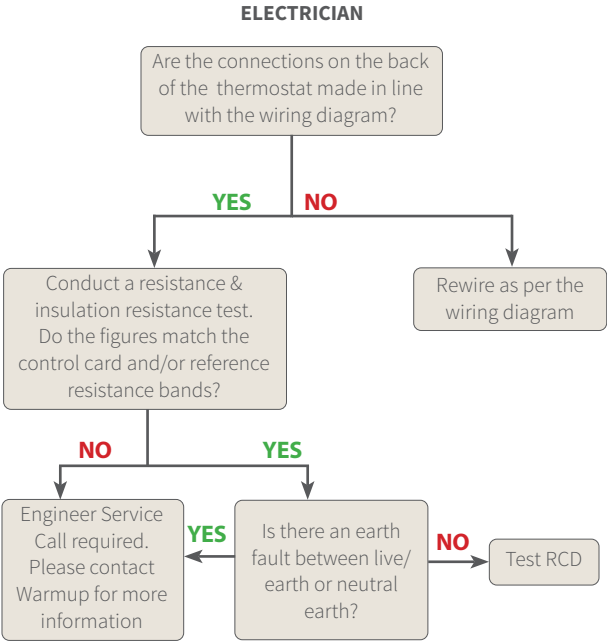 ELECTRICIAN
Are the connections on the back
of the thermostat made in line
with the wiring diagram?
YES
NO
Conduct a resistance &
insulation resistance test.
Do the figures match the
control card and/or reference
resistance bands?
Rewire as per the
wiring diagram
NO
YES
Engineer Service
Call required.
Please contact
Warmup for more
information
YES
Is there an earth
fault between live/
earth or neutral
earth?
NO
Test RCD